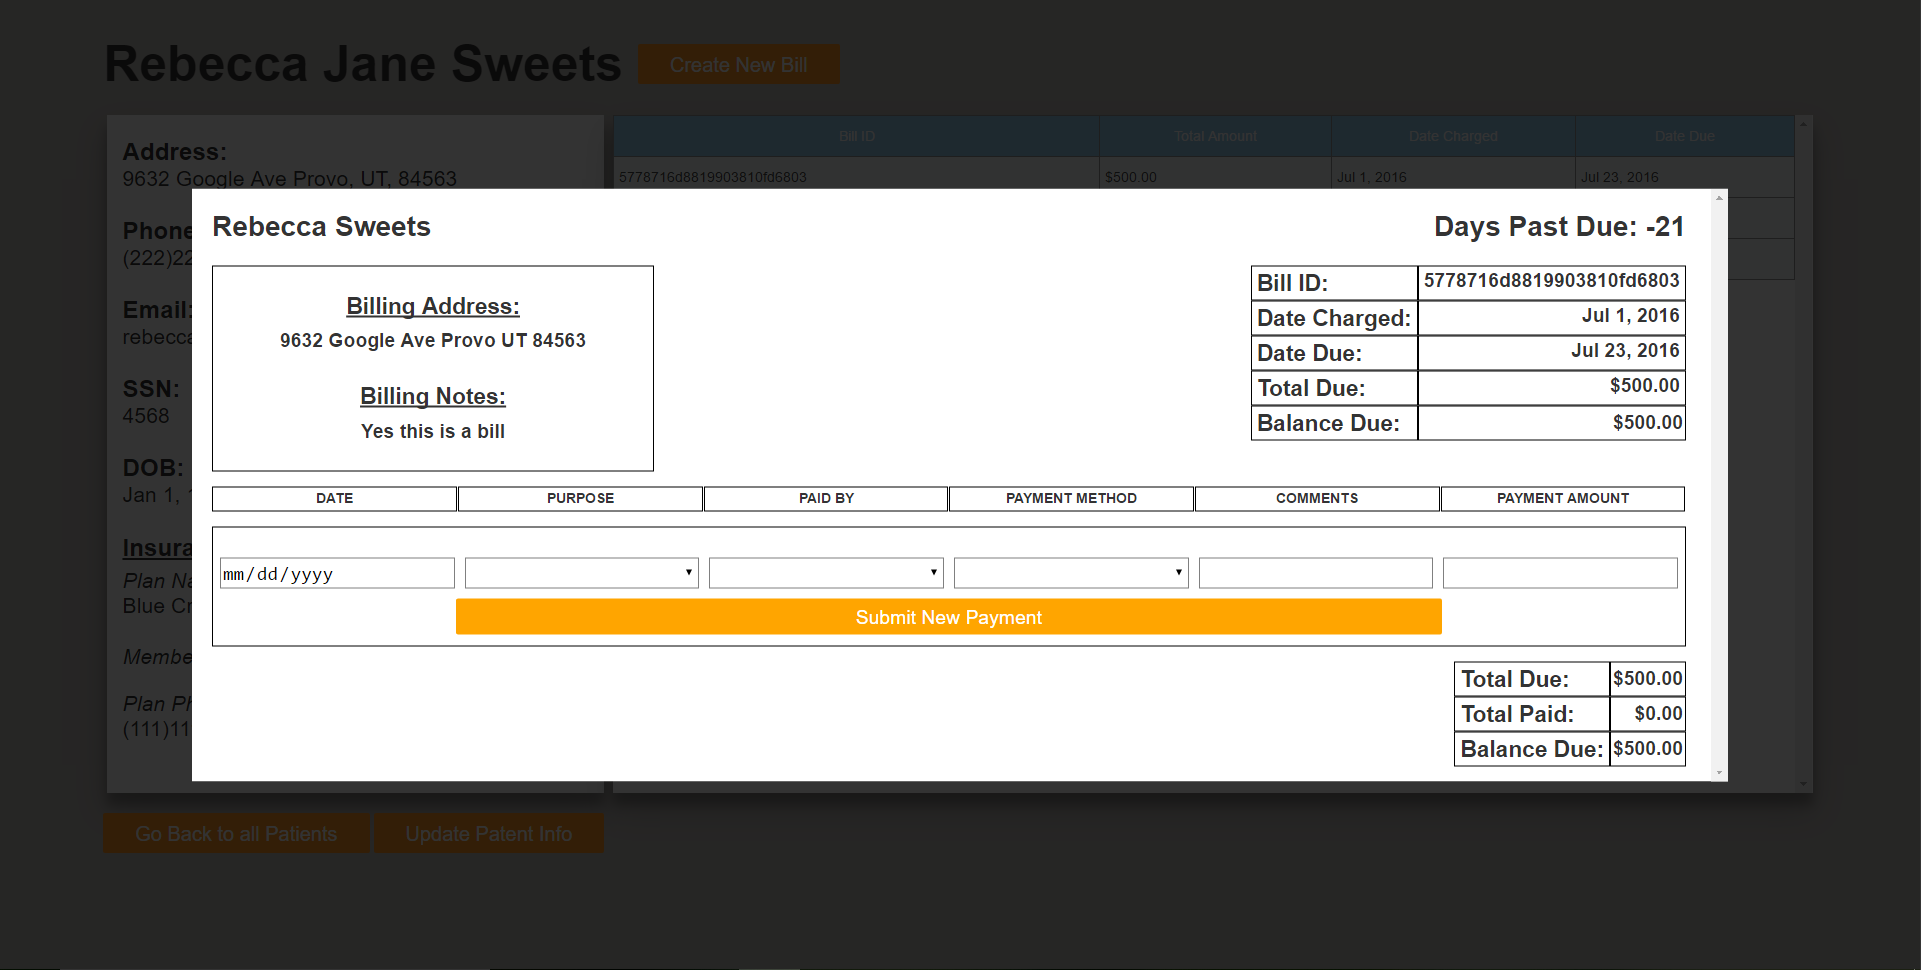 Rebecca Jane Sweets
Create New Bill
Address:
9632 Google Ave Provo, UT, 84563
Phone
(222)22
Email:
rebecca
SSN:
4568
DOB:
Jan 1,
Insura
Plan Na
Blue Cr
Membe
Plan Ph
(111)11
Bill ID Total Amount Date Charged Date Due
5778716d8819903810fd6803 $500.00 Jul 1, 2016 Jul 23, 2016
Rebecca Sweets
Days Past Due: -21
Billing Address:
9632 Google Ave Provo UT 84563
Billing Notes:
Yes this is a bill
Bill ID: 5778716d8819903810fd6803
Date Charged: Jul 1, 2016
Date Due: Jul 23, 2016
Total Due: $500.00
Balance Due: $500.00
DATE PURPOSE PAID BY PAYMENT METHOD COMMENTS PAYMENT AMOUNT
mm/dd/yyyy
Submit New Payment
Total Due: $500.00
Total Paid: $0.00
Balance Due: $500.00
Go Back to all Patients
Update Patent Info